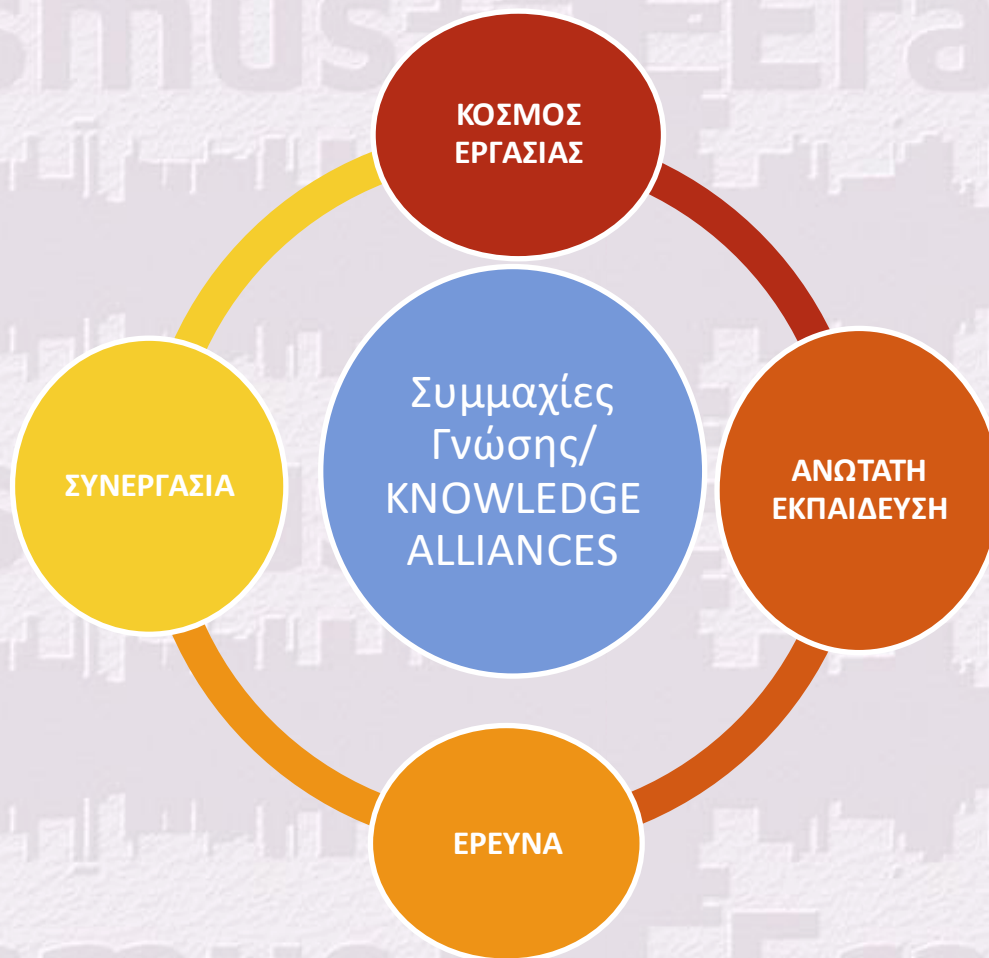 ΚΟΣΜΟΣ
ΕΡΓΑΣΙΑΣ
Συμμαχίες
Γνώσης/
KNOWLEDGE
ALLIANCES
ΣΥΝΕΡΓΑΣΙΑ
ΑΝΩΤΑΤΗ
ΕΚΠΑΙΔΕΥΣΗ
ΕΡΕΥΝΑ